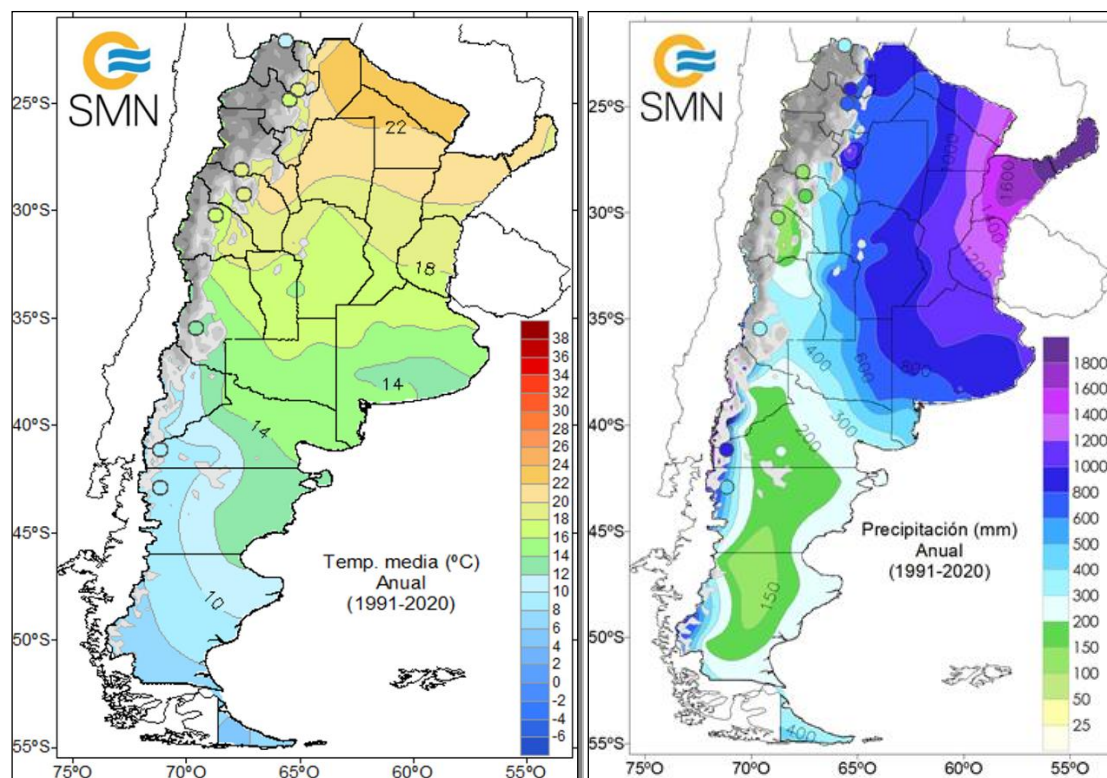 SMN
25°S
30°S
35°S
40°S
45°S
50°S
55°S
75°O
70°O
65°O
60°O
55°O
22
18
14
14
10
Temp. media (ºC)
Anual
(1991-2020)
38
36
34
32
30
28
26
24
22
20
18
16
14
12
10
8
6
4
2
0
-2
-4
-6
SMN
25°S
30°S
35°S
40°S
45°S
50°S
55°S
75°O
70°O
65°O
60°O
55°O
1000
1600
1400
1200
800
600
400
300
200
150
400
Precipitación (mm)
Anual
(1991-2020)
1800
1600
1400
1200
1000
800
600
500
400
300
200
150
100
50
25